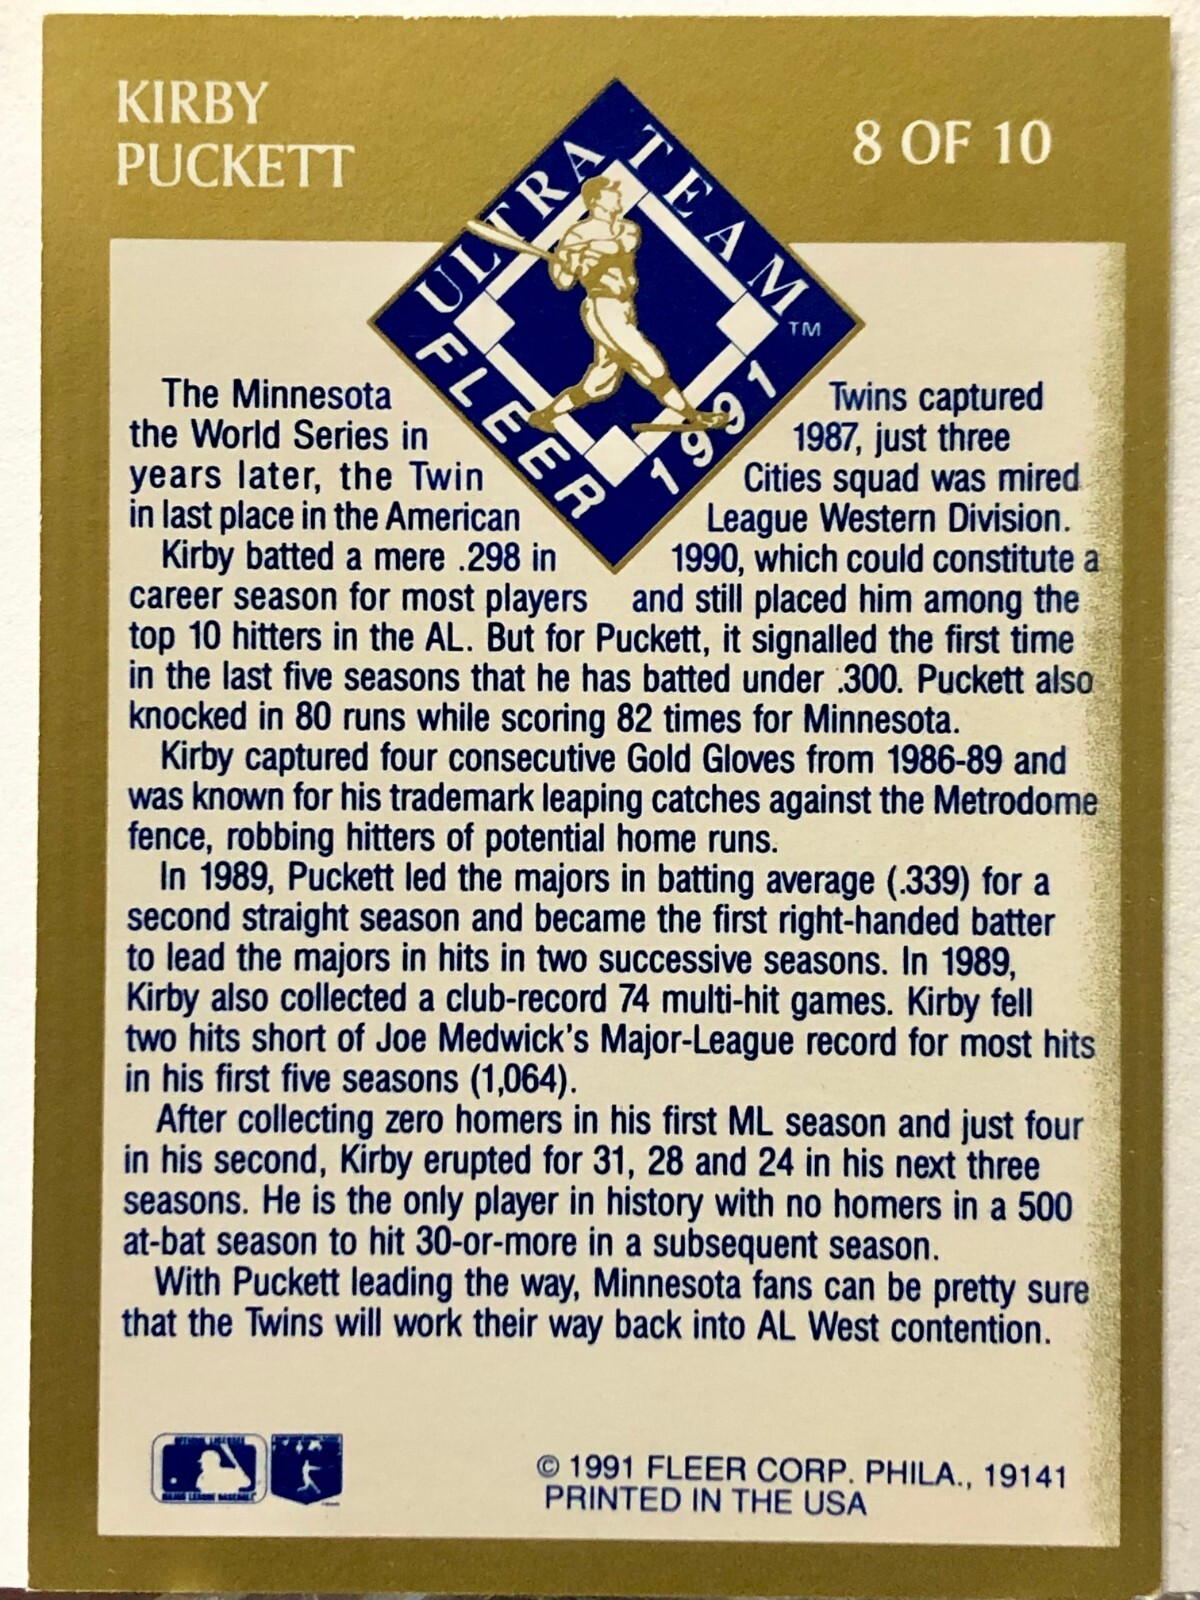 KIRBY
PUCKETT
8 OF 10
ULTRA TEAM
™
FLEER 1991
The Minnesota Twins captured
the World Series in 1987, just three
years later, the Twin Cities squad was mired
in last place in the American League Western Division.
Kirby batted a mere .298 in 1990, which could constitute a
career season for most players and still placed him among the
top 10 hitters in the AL. But for Puckett, it signalled the first time
in the last five seasons that he has batted under .300. Puckett also
knocked in 80 runs while scoring 82 times for Minnesota.
Kirby captured four consecutive Gold Gloves from 1986-89 and
was known for his trademark leaping catches against the Metrodome
fence, robbing hitters of potential home runs.
In 1989, Puckett led the majors in batting average (.339) for a
second straight season and became the first right-handed batter
to lead the majors in hits in two successive seasons. In 1989,
Kirby also collected a club-record 74 multi-hit games. Kirby fell
two hits short of Joe Medwick's Major-League record for most hits
in his first five seasons (1,064).
After collecting zero homers in his first ML season and just four
in his second, Kirby erupted for 31, 28 and 24 in his next three
seasons. He is the only player in history with no homers in a 500
at-bat season to hit 30-or-more in a subsequent season.
With Puckett leading the way, Minnesota fans can be pretty sure
that the Twins will work their way back into AL West contention.
OFFICIAL LICENSEE
MAJOR LEAGUE BASEBALL
© 1991 FLEER CORP. PHILA., 19141
PRINTED IN THE USA